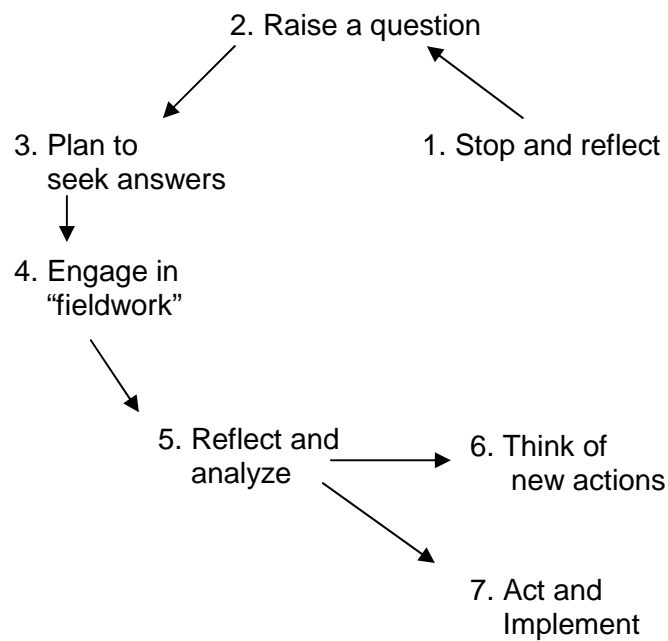 2. Raise a question
1. Stop and reflect
3. Plan to
seek answers
4. Engage in
“fieldwork”
5. Reflect and
analyze
6. Think of
new actions
7. Act and
Implement